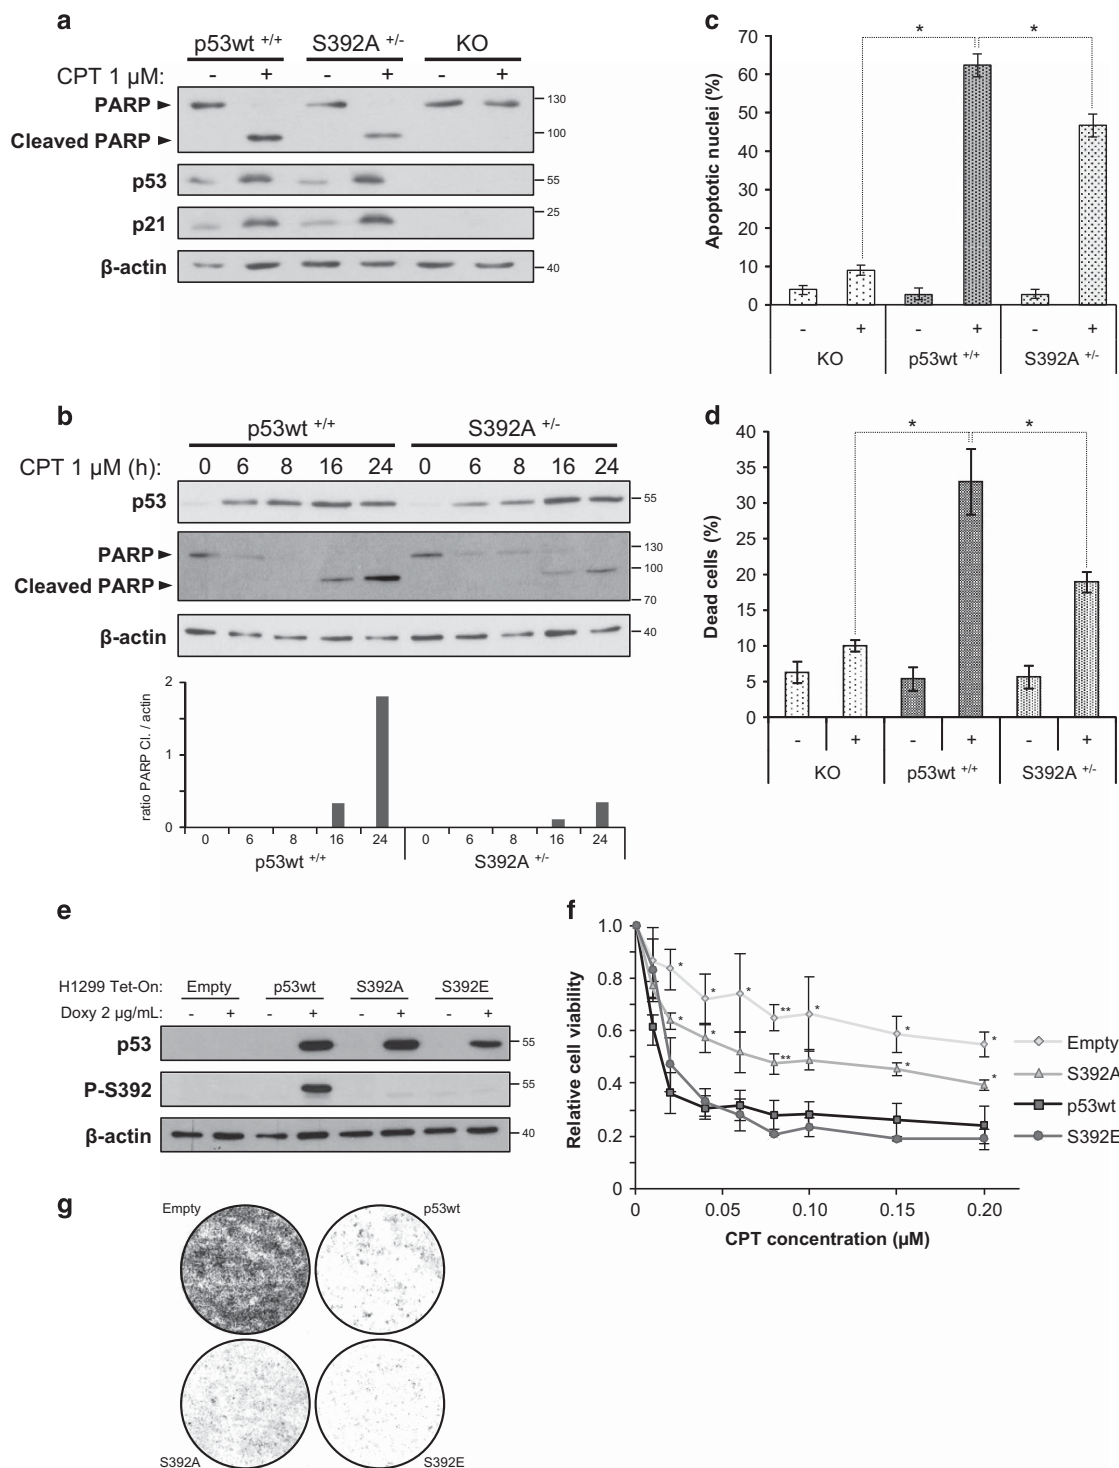 a
p53wt +/+ S392A +/- KO
CPT 1 µM: - + - + - +
PARP ►
130
Cleaved PARP ►
100
p53
55
p21
25
β-actin
40
b
p53wt +/+ S392A +/-
CPT 1 µM (h): 0 6 8 16 24 0 6 8 16 24
p53
55
PARP ►
130
100
Cleaved PARP ►
70
β-actin
40
ratio PARP Cl. / actin
2
1
0
0 6 8 16 24 0 6 8 16 24
p53wt +/+ S392A +/-
c
Apoptotic nuclei (%)
70
60
50
40
30
20
10
0
* *
- + - + - +
KO p53wt +/+ S392A +/-
d
Dead cells (%)
40
35
30
25
20
15
10
5
0
* *
- + - + - +
KO p53wt +/+ S392A +/-
e
H1299 Tet-On: Empty p53wt S392A S392E
Doxy 2 µg/mL: - + - + - + - +
p53
55
P-S392
55
β-actin
40
f
Relative cell viability
1.0
0.8
0.6
0.4
0.2
0
* * * ** * * *
* * ** * *
0 0.05 0.10 0.15 0.20
CPT concentration (µM)
Empty
S392A
p53wt
S392E
g
Empty p53wt
S392A S392E